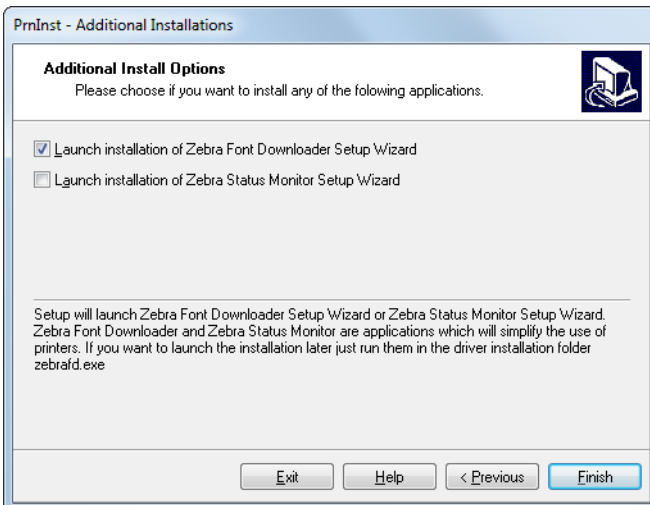 PrnInst - Additional Installations
Additional Install Options
Please choose if you want to install any of the folowing applications.
Launch installation of Zebra Font Downloader Setup Wizard
Launch installation of Zebra Status Monitor Setup Wizard
Setup will launch Zebra Font Downloader Setup Wizard or Zebra Status Monitor Setup Wizard.
Zebra Font Downloader and Zebra Status Monitor are applications which will simplify the use of
printers. If you want to launch the installation later just run them in the driver installation folder
zebrafd.exe
Exit Help < Previous Finish